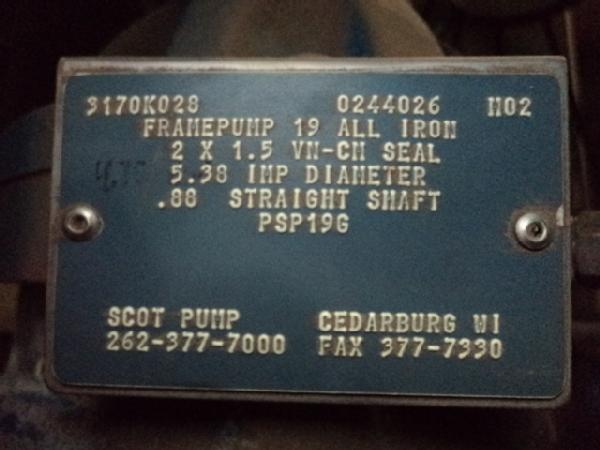 3170K028 0244026 M02
FRAMEPUMP 19 ALL IRON
2 X 1.5 VN-CN SEAL
5.38 IMP DIAMETER
.88 STRAIGHT SHAFT
PSP19G
SCOT PUMP CEDARBURG WI
262-377-7000 FAX 377-7330